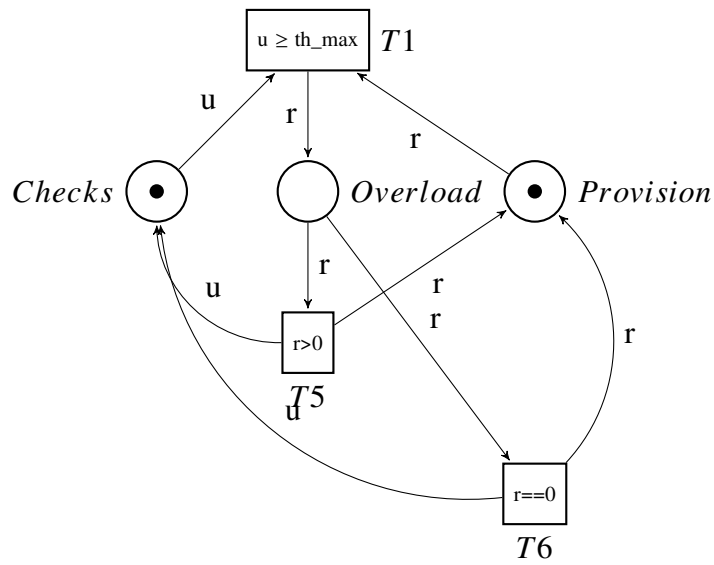 u ≥ th_max
T1
u
r
r
Checks
Overload
Provision
u
r
r
r
r
r>0
T5
u
r==0
T6